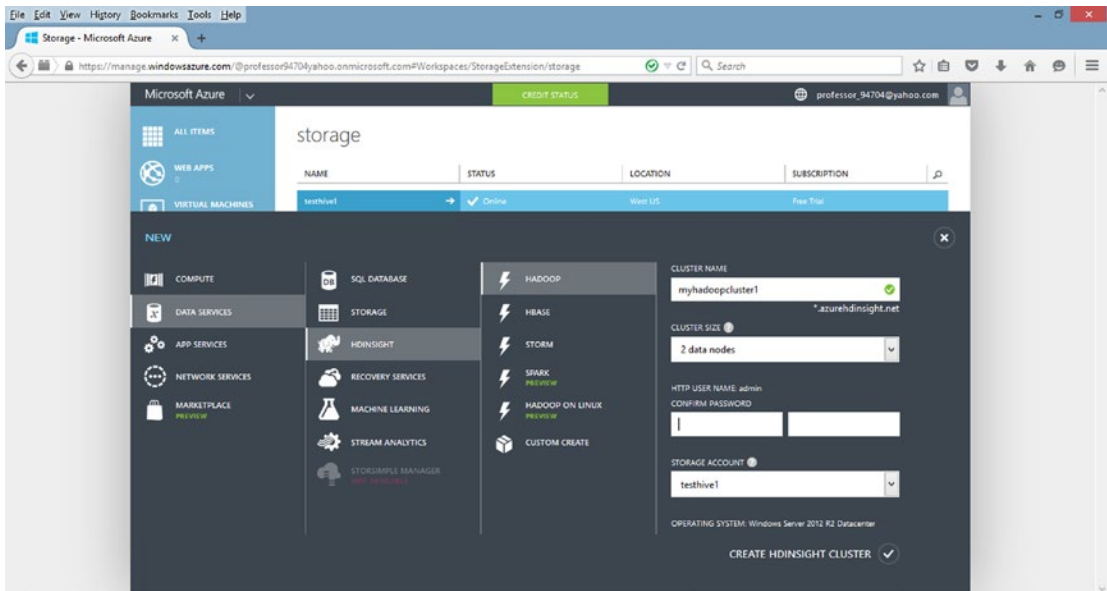 File Edit View History Bookmarks Tools Help
Storage - Microsoft Azure
https://manage.windowsazure.com/@professor94704yahoo.onmicrosoft.com#Workspaces/StorageExtension/storage
Search
Microsoft Azure
CREDIT STATUS
professor_94704@yahoo.com
ALL ITEMS
WEB APPS
0
VIRTUAL MACHINES
storage
NAME STATUS LOCATION SUBSCRIPTION
testhive1 Online West US Free Trial
NEW
COMPUTE
DATA SERVICES
APP SERVICES
NETWORK SERVICES
MARKETPLACE
PREVIEW
SQL DATABASE
STORAGE
HDINSIGHT
RECOVERY SERVICES
MACHINE LEARNING
STREAM ANALYTICS
STORSIMPLE MANAGER
NOT AVAILABLE
HADOOP
HBASE
STORM
SPARK
PREVIEW
HADOOP ON LINUX
PREVIEW
CUSTOM CREATE
CLUSTER NAME
myhadoopcluster1
*.azurehdinsight.net
CLUSTER SIZE
2 data nodes
HTTP USER NAME: admin
CONFIRM PASSWORD
STORAGE ACCOUNT
testhive1
OPERATING SYSTEM: Windows Server 2012 R2 Datacenter
CREATE HDINSIGHT CLUSTER